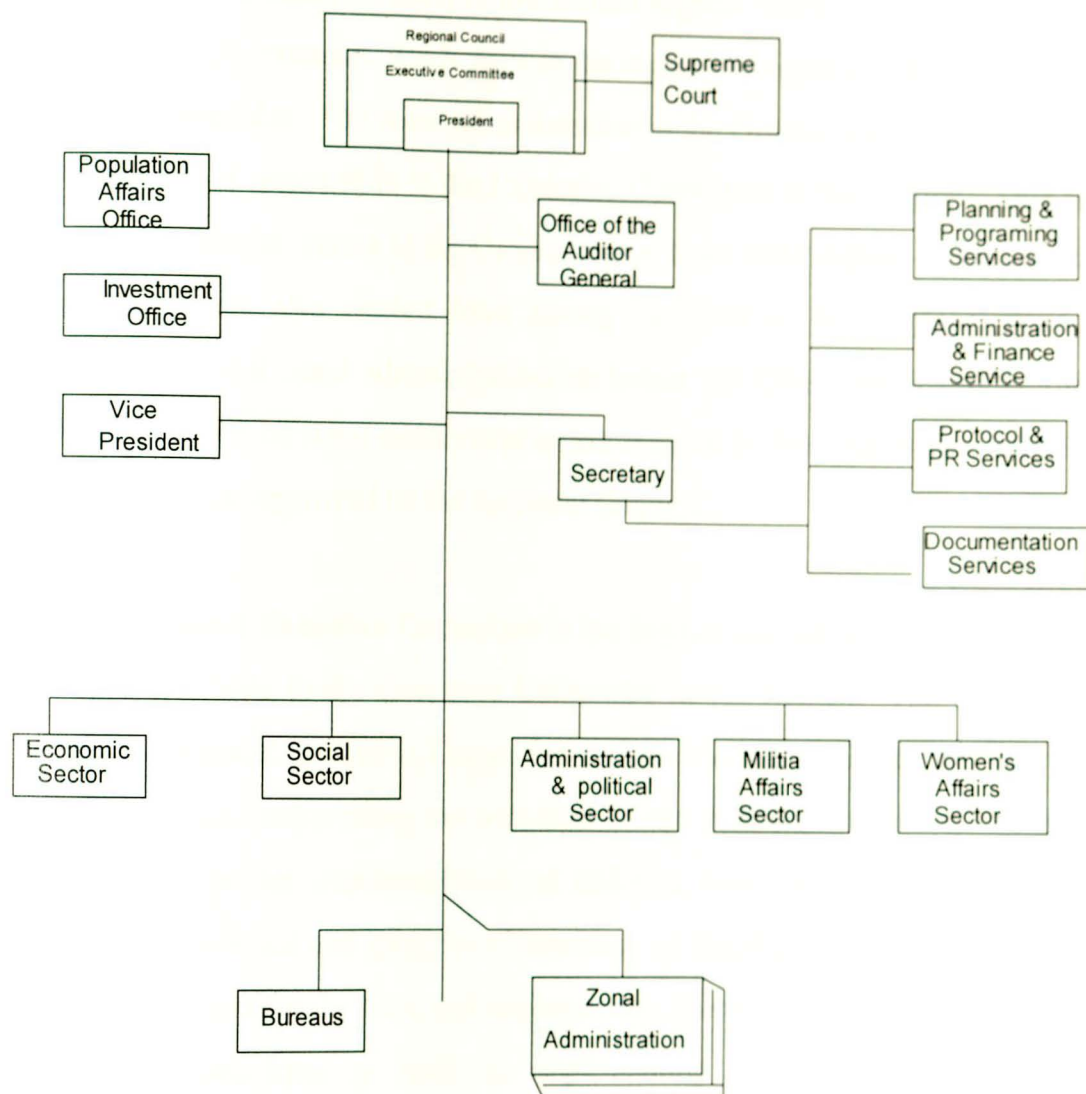 Regional Council
Executive Committee
President
Supreme
Court
Population
Affairs
Office
Office of the
Auditor
General
Planning &
Programing
Services
Investment
Office
Administration
& Finance
Service
Vice
President
Secretary
Protocol &
PR Services
Documentation
Services
Economic
Sector
Social
Sector
Administration
& political
Sector
Militia
Affairs
Sector
Women's
Affairs
Sector
Bureaus
Zonal
Administration